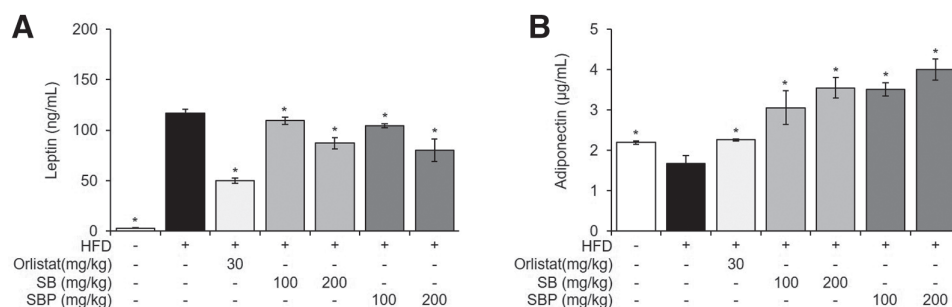 A
B
Leptin (ng/mL)
200
150
100
50
0
*
*
*
*
*
*
HFD - + + + + + +
Orlistat(mg/kg) - - 30 - - - -
SB (mg/kg) - - - 100 200 - -
SBP (mg/kg) - - - - - 100 200
Adiponectin (µg/mL)
5
4
3
2
1
0
*
*
*
*
*
*
HFD - + + + + + +
Orlistat(mg/kg) - - 30 - - - -
SB (mg/kg) - - - 100 200 - -
SBP (mg/kg) - - - - - 100 200